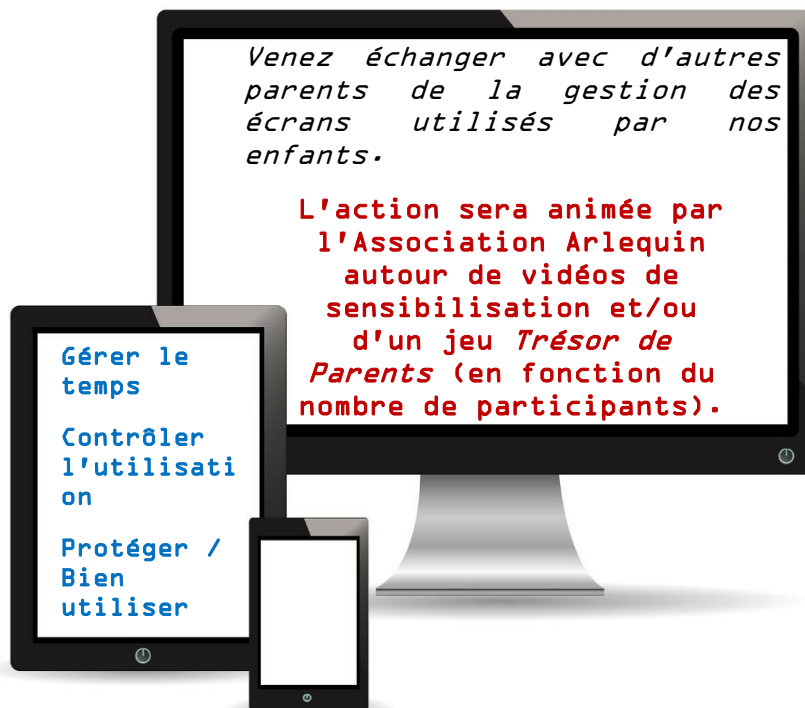 Venez échanger avec d'autres
parents de la gestion des
écrans utilisés par nos
enfants.
L'action sera animée par
l'Association Arlequin
autour de vidéos de
sensibilisation et/ou
d'un jeu Trésor de
Parents (en fonction du
nombre de participants).
Gérer le
temps
Contrôler
l'utilisati
on
Protéger /
Bien
utiliser